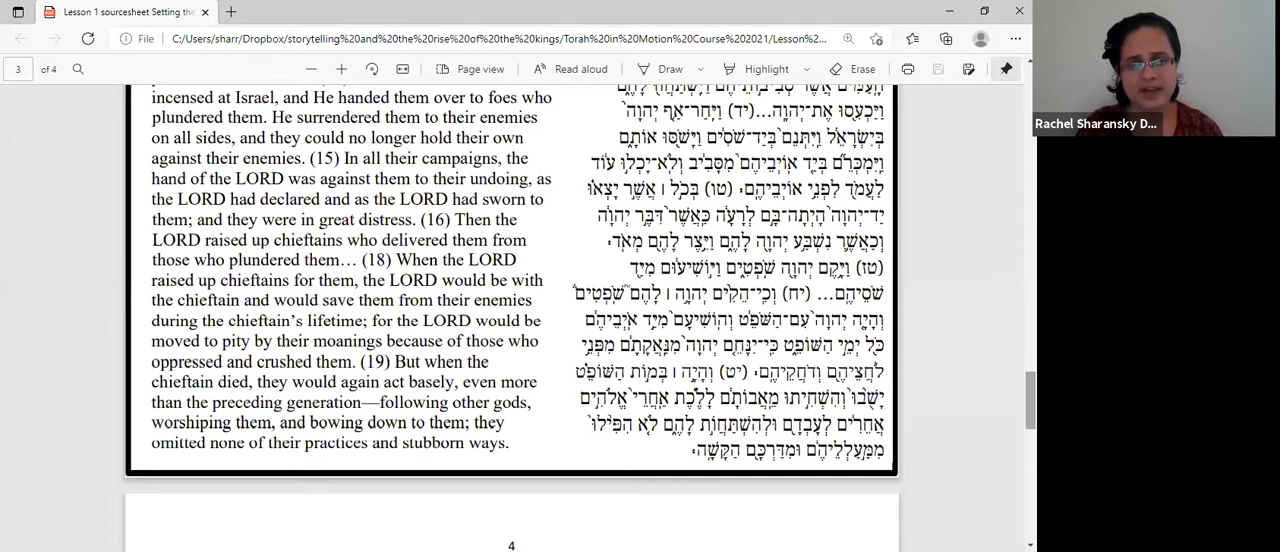 Lesson 1 sourcesheet Setting the
File
C:/Users/sharr/Dropbox/storytelling%20and%20the%20rise%20of%20the%20kings/Torah%20in%20Motion%20Course%202021/Lesson%2...
3 of 4
Page view
Read aloud
Draw
Highlight
Erase
Rachel Sharansky D...
incensed at Israel, and He handed them over to foes who
plundered them. He surrendered them to their enemies
on all sides, and they could no longer hold their own
against their enemies. (15) In all their campaigns, the
hand of the LORD was against them to their undoing, as
the LORD had declared and as the LORD had sworn to
them; and they were in great distress. (16) Then the
LORD raised up chieftains who delivered them from
those who plundered them… (18) When the LORD
raised up chieftains for them, the LORD would be with
the chieftain and would save them from their enemies
during the chieftain’s lifetime; for the LORD would be
moved to pity by their moanings because of those who
oppressed and crushed them. (19) But when the
chieftain died, they would again act basely, even more
than the preceding generation—following other gods,
worshiping them, and bowing down to them; they
omitted none of their practices and stubborn ways.
הָעַמִּים אֲשֶׁר סְבִיבוֹתֵיהֶם וַיִּשְׁתַּחֲווּ לָהֶם
וַיַּכְעִסוּ אֶת־יְהוָה...(יד) וַיִּחַר־אַף יְהוָה
בְּיִשְׂרָאֵל וַיִּתְּנֵם בְּיַד־שֹׁסִים וַיָּשֹׁסּוּ אוֹתָם
וַיִּמְכְּרֵם בְּיַד אוֹיְבֵיהֶם מִסָּבִיב וְלֹא־יָכְלוּ עוֹד
לַעֲמֹד לִפְנֵי אוֹיְבֵיהֶם׃ (טו) בְּכֹל ׀ אֲשֶׁר יָצְאוּ
יַד־יְהוָה הָיְתָה־בָּם לְרָעָה כַּאֲשֶׁר דִּבֶּר יְהוָה
וְכַאֲשֶׁר נִשְׁבַּע יְהוָה לָהֶם וַיֵּצֶר לָהֶם מְאֹד׃
(טז) וַיָּקֶם יְהוָה שֹׁפְטִים וַיּוֹשִׁיעוּם מִיַּד
שֹׁסֵיהֶם... (יח) וְכִי־הֵקִים יְהוָה ׀ לָהֶם שֹׁפְטִים
וְהָיָה יְהוָה עִם־הַשֹּׁפֵט וְהוֹשִׁיעָם מִיַּד אֹיְבֵיהֶם
כֹּל יְמֵי הַשּׁוֹפֵט כִּי־יִנָּחֵם יְהוָה מִנַּאֲקָתָם מִפְּנֵי
לֹחֲצֵיהֶם וְדֹחֲקֵיהֶם׃ (יט) וְהָיָה ׀ בְּמוֹת הַשּׁוֹפֵט
יָשֻׁבוּ וְהִשְׁחִיתוּ מֵאֲבוֹתָם לָלֶכֶת אַחֲרֵי אֱלֹהִים
אֲחֵרִים לְעָבְדָם וּלְהִשְׁתַּחֲוֺת לָהֶם לֹא הִפִּילוּ
מִמַּעַלְלֵיהֶם וּמִדַּרְכָּם הַקָּשָׁה׃
4